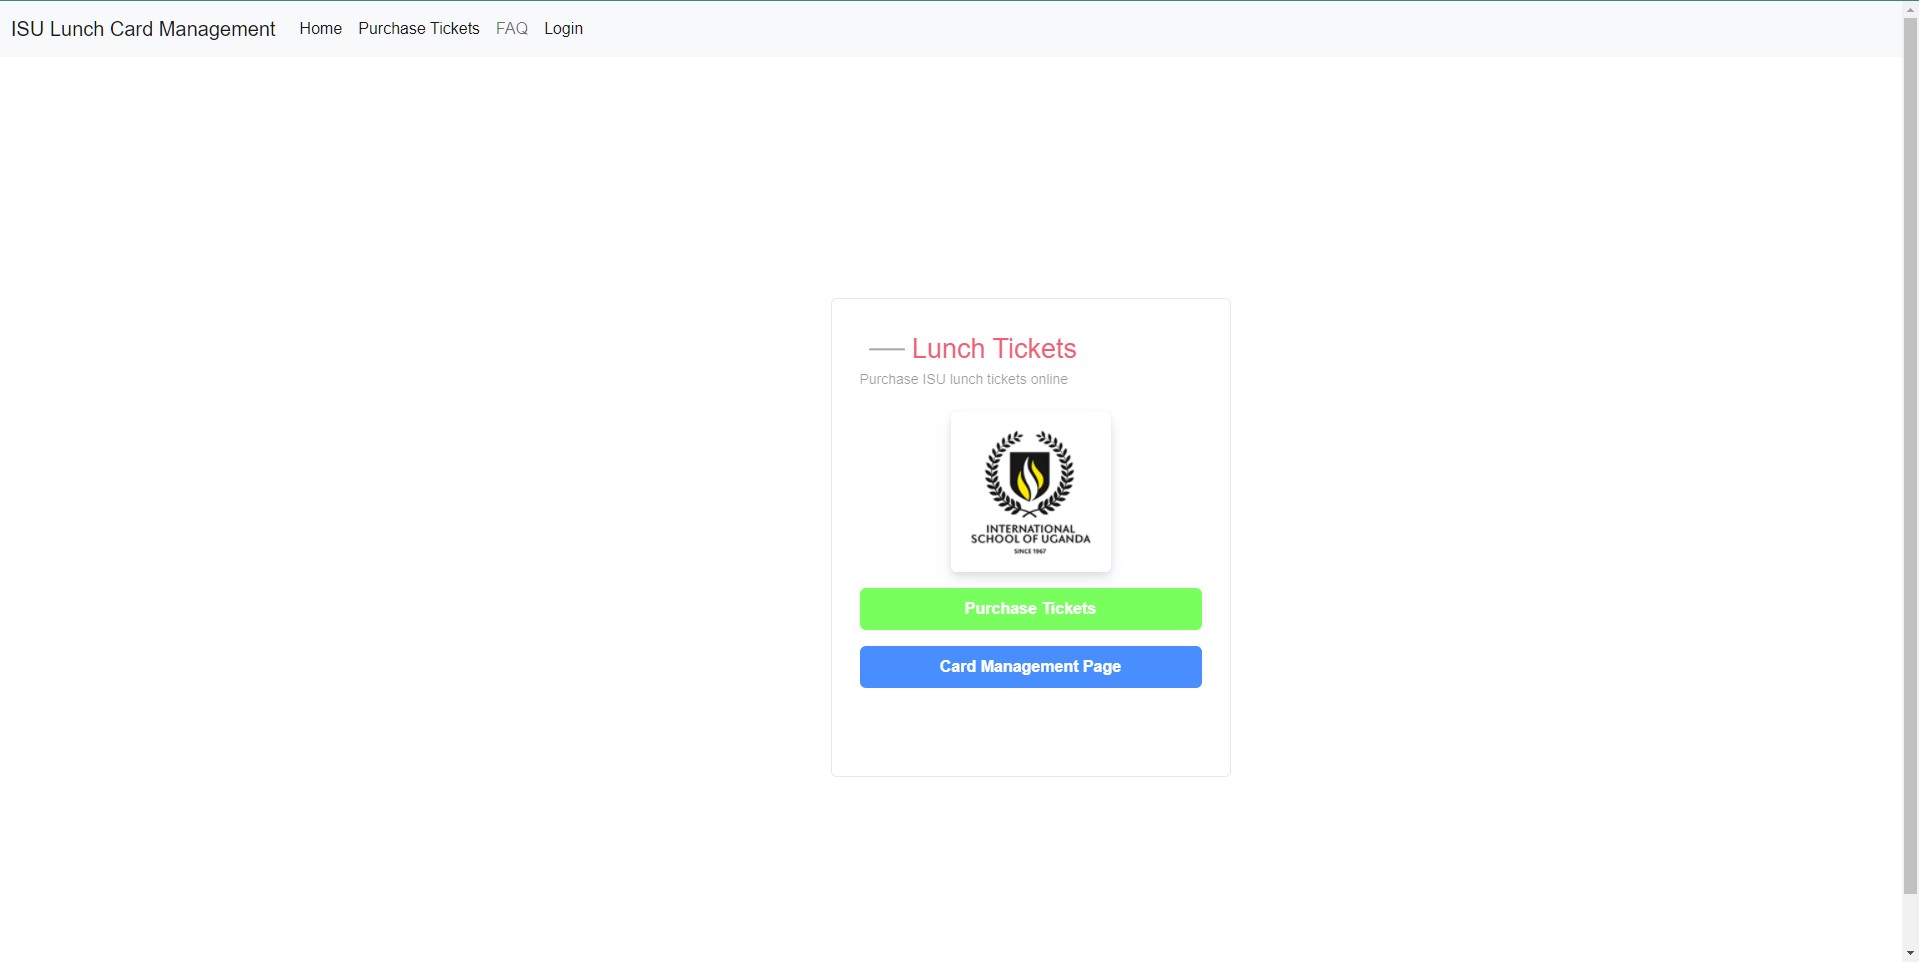 ISU Lunch Card Management Home Purchase Tickets FAQ Login
Lunch Tickets
Purchase ISU lunch tickets online
INTERNATIONAL
SCHOOL OF UGANDA
SINCE 1967
Purchase Tickets
Card Management Page